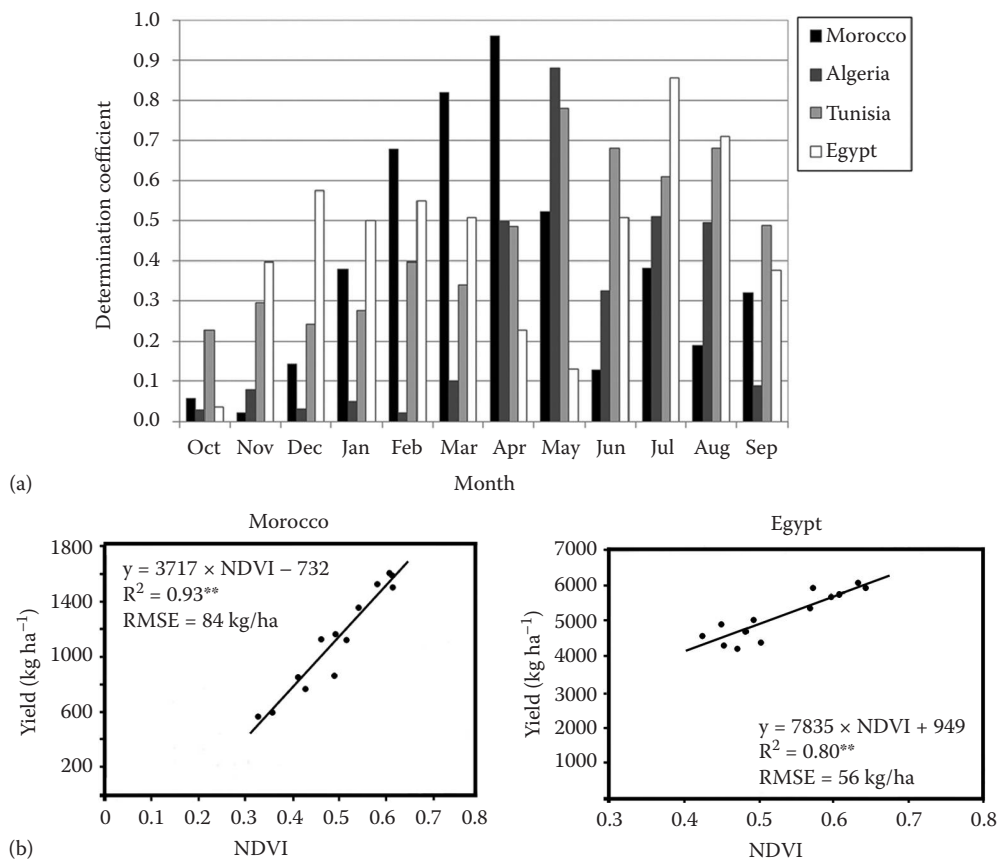 1.0
0.9
0.8
0.7
0.6
0.5
0.4
0.3
0.2
0.1
0.0
Determination coefficient
Oct Nov Dec Jan Feb Mar Apr May Jun Jul Aug Sep
Month
Morocco
Algeria
Tunisia
Egypt
(a)
Morocco
1800
1400
1000
600
200
Yield (kg ha⁻¹)
y = 3717 × NDVI – 732
R² = 0.93**
RMSE = 84 kg/ha
0 0.1 0.2 0.3 0.4 0.5 0.6 0.7 0.8
NDVI
(b)
Egypt
7000
6000
5000
4000
3000
2000
1000
Yield (kg ha⁻¹)
y = 7835 × NDVI + 949
R² = 0.80**
RMSE = 56 kg/ha
0.3 0.4 0.5 0.6 0.7 0.8
NDVI